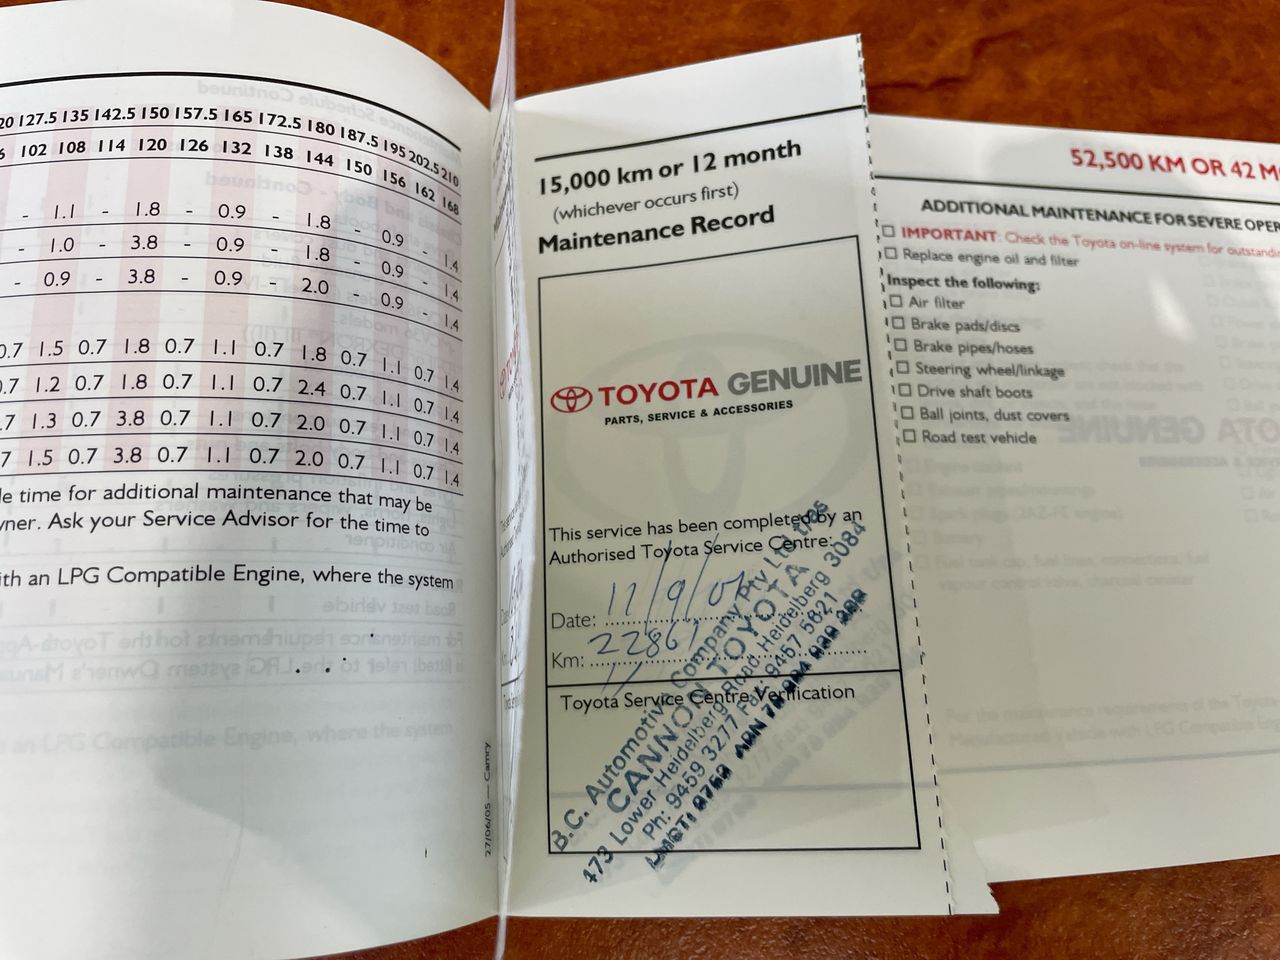 127.5 135 142.5 150 157.5 165 172.5 180 187.5 195 202.5 210
102 108 114 120 126 132 138 144 150 156 162 168
- 1.1 - 1.8 - 0.9 - 1.8 - 0.9 - 1.4
- 1.0 - 3.8 - 0.9 - 1.8 - 0.9 - 1.4
- 0.9 - 3.8 - 0.9 - 2.0 - 0.9 - 1.4
0.7 1.5 0.7 1.8 0.7 1.1 0.7 1.8 0.7 1.1 0.7 1.4
0.7 1.2 0.7 1.8 0.7 1.1 0.7 2.4 0.7 1.1 0.7 1.4
1.3 0.7 3.8 0.7 1.1 0.7 2.0 0.7 1.1 0.7 1.4
1.5 0.7 3.8 0.7 1.1 0.7 2.0 0.7 1.1 0.7 1.4
time for additional maintenance that may be
Ask your Service Advisor for the time to
with an LPG Compatible Engine, where the system
27/06/05 — Camry
15,000 km or 12 month
(whichever occurs first)
Maintenance Record
TOYOTA GENUINE
PARTS, SERVICE & ACCESSORIES
This service has been completed by an
Authorised Toyota Service Centre:
Date: 11/9/07
Km: 22861
Toyota Service Centre Verification
B.C. Automotive Company Pty Ltd
CANNON TOYOTA
473 Lower Heidelberg Road, Heidelberg 3084
Ph: 9459 3277 Fax: 9457 5821
ABN
52,500 KM OR 42
ADDITIONAL MAINTENANCE FOR SEVERE
☐ IMPORTANT: Check the Toyota on-line system for
☐ Replace engine oil and filter
Inspect the following:
☐ Air filter
☐ Brake pads/discs
☐ Brake pipes/hoses
☐ Steering wheel/linkage
☐ Drive shaft boots
☐ Ball joints, dust covers
☐ Road test vehicle